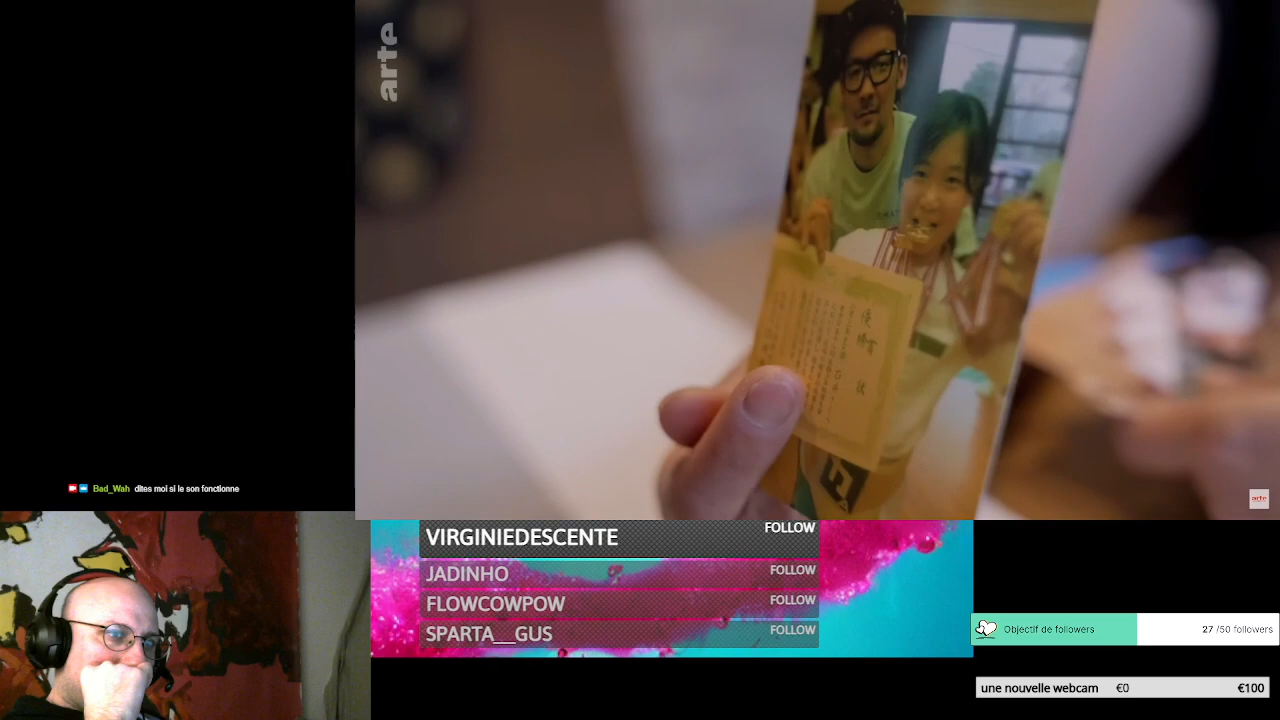 arte
Bad_Wah dites moi si le son fonctionne
arte
VIRGINIEDESCENTE FOLLOW
JADINHO FOLLOW
FLOWCOWPOW FOLLOW
SPARTA__GUS FOLLOW
Objectif de followers 27 /50 followers
une nouvelle webcam €0 €100